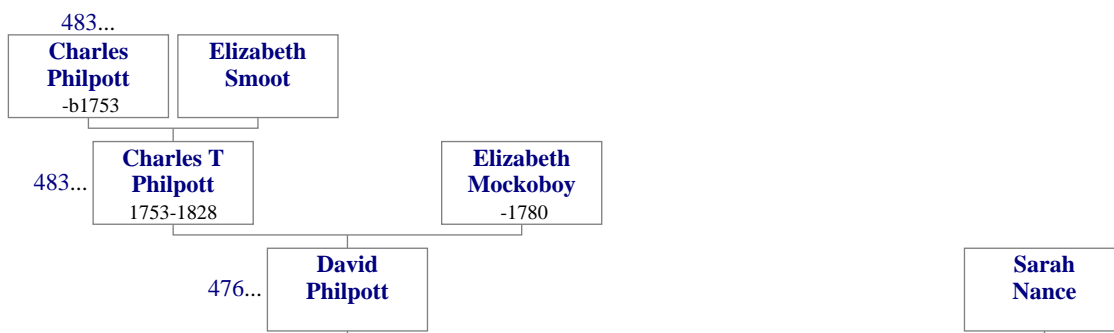 483...
Charles
Philpott
-b1753
Elizabeth
Smoot
483...
Charles T
Philpott
1753-1828
Elizabeth
Mockoboy
-1780
476...
David
Philpott
Sarah
Nance